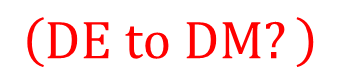 (DE to DM? )